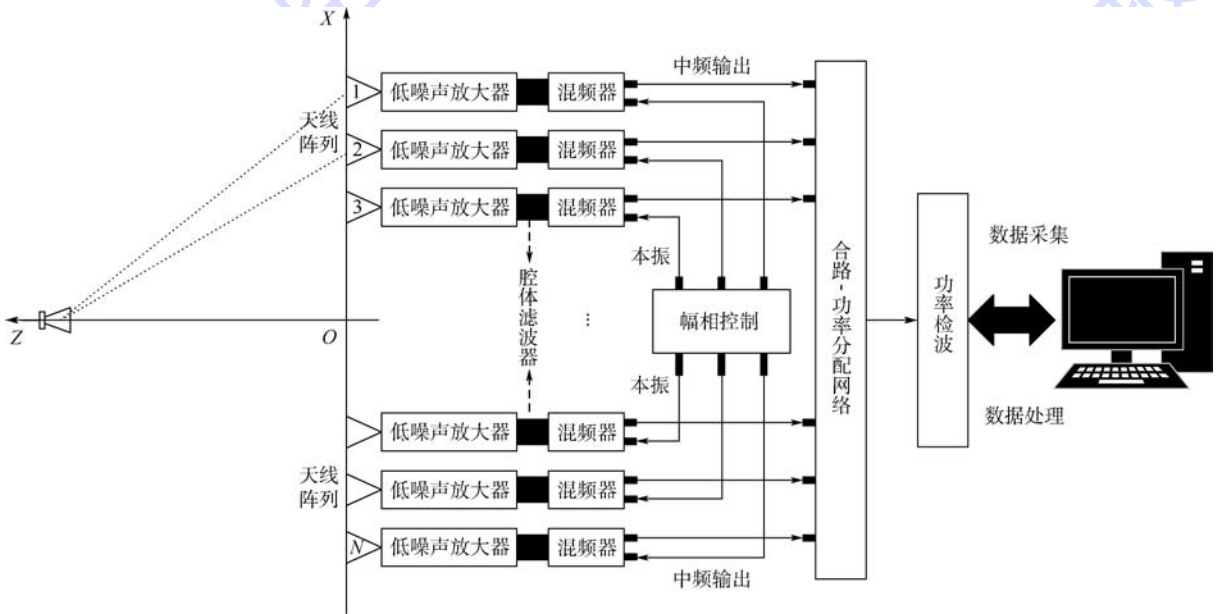 X
1
低噪声放大器
混频器
中频输出
天线
阵列
2
低噪声放大器
混频器
3
低噪声放大器
混频器
本振
腔体滤波器
⋮
幅相控制
本振
合路-功率分配网络
功率检波
数据采集
数据处理
Z
O
低噪声放大器
混频器
天线
阵列
低噪声放大器
混频器
N
低噪声放大器
混频器
中频输出